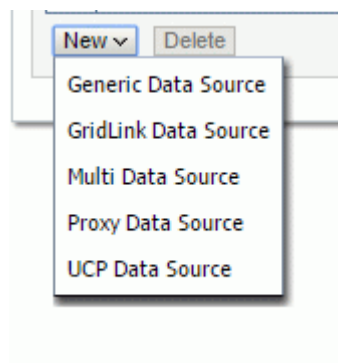 New Delete
Generic Data Source
GridLink Data Source
Multi Data Source
Proxy Data Source
UCP Data Source